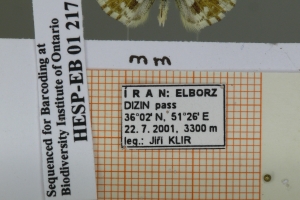 Sequenced for Barcoding at
Biodiversity Institute of Ontario
HESP-EB 01 217
mm
I R A N: ELBORZ
DIZIN pass
36°02'N, 51°26'E
22. 7. 2001, 3300 m
leg.: Jiří KLIR